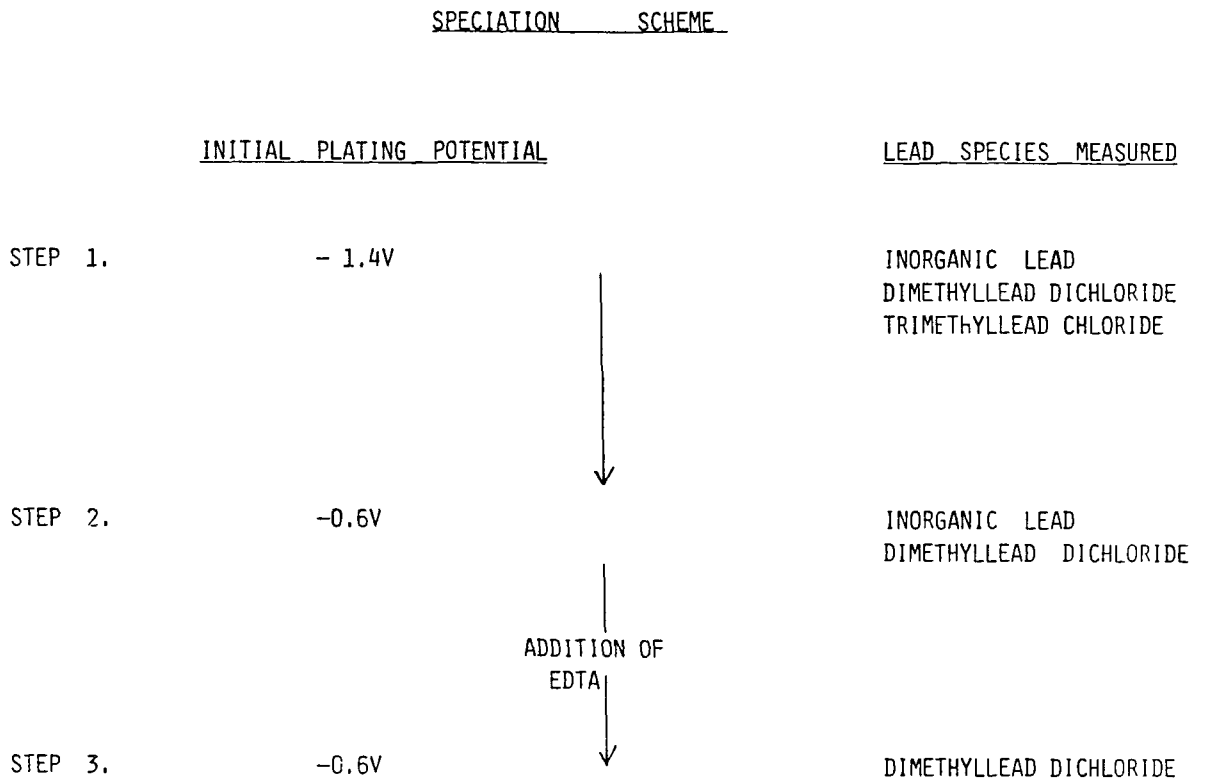 SPECIATION SCHEME
INITIAL PLATING POTENTIAL LEAD SPECIES MEASURED
STEP 1. - 1.4V INORGANIC LEAD
DIMETHYLLEAD DICHLORIDE
TRIMEThYLLEAD CHLORIDE
STEP 2. -0.6V INORGANIC LEAD
DIMETHYLLEAD DICHLORIDE
ADDITION OF
EDTA
STEP 3. -0.6V DIMETHYLLEAD DICHLORIDE